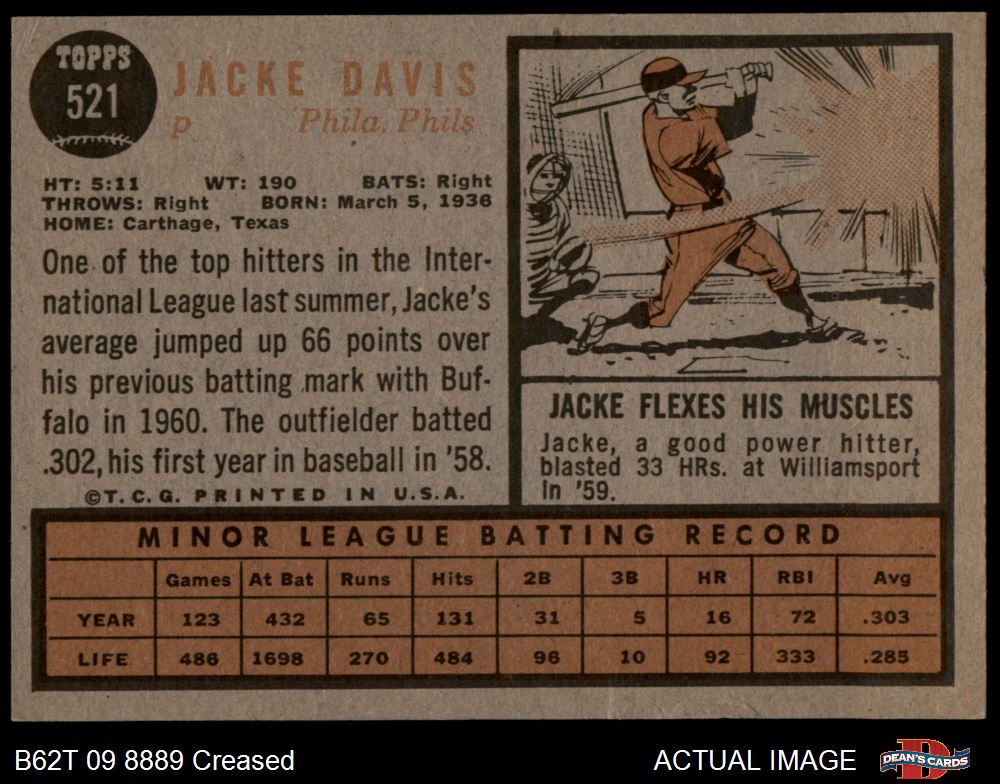 TOPPS
521
JACKE DAVIS
P Phila. Phils
HT: 5:11 WT: 190 BATS: Right
THROWS: Right BORN: March 5, 1936
HOME: Carthage, Texas
One of the top hitters in the Inter-
national League last summer, Jacke's
average jumped up 66 points over
his previous batting mark with Buf-
falo in 1960. The outfielder batted
.302, his first year in baseball in '58.
©T.C.G. PRINTED IN U.S.A.
JACKE FLEXES HIS MUSCLES
Jacke, a good power hitter,
blasted 33 HRs. at Williamsport
in '59.
MINOR LEAGUE BATTING RECORD
Games At Bat Runs Hits 2B 3B HR RBI Avg
YEAR 123 432 65 131 31 5 16 72 .303
LIFE 486 1698 270 484 96 10 92 333 .285
B62T 09 8889 Creased ACTUAL IMAGE
D
DEAN'S CARDS